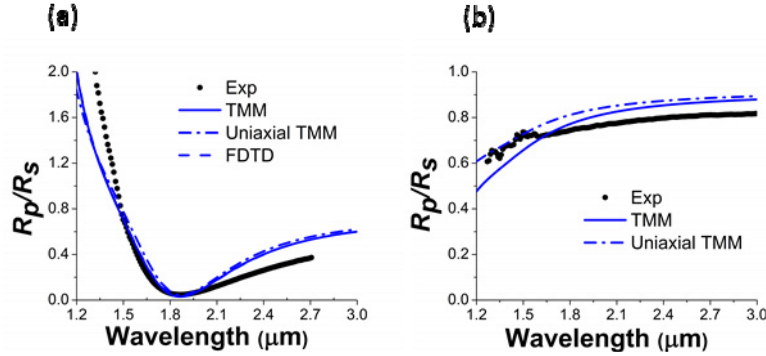 (a)
2.0
1.6
1.2
0.8
0.4
0.0
Rp/Rs
Exp
TMM
Uniaxial TMM
FDTD
1.2 1.5 1.8 2.1 2.4 2.7 3.0
Wavelength (μm)
(b)
1.0
0.8
0.6
0.4
0.2
0.0
Rp/Rs
Exp
TMM
Uniaxial TMM
1.2 1.5 1.8 2.1 2.4 2.7 3.0
Wavelength (μm)